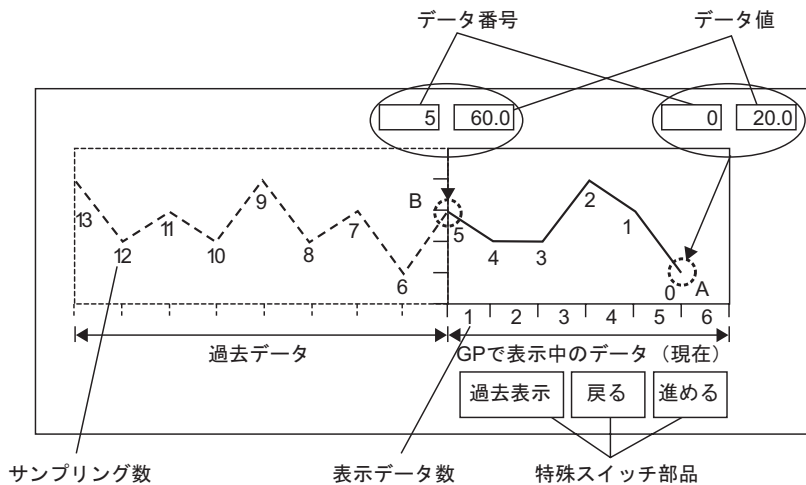 データ番号
データ値
5
60.0
0
20.0
B
13
12
11
10
9
8
7
6
5
4
3
2
1
0
A
1
2
3
4
5
6
過去データ
GPで表示中のデータ（現在）
過去表示
戻る
進める
サンプリング数
表示データ数
特殊スイッチ部品